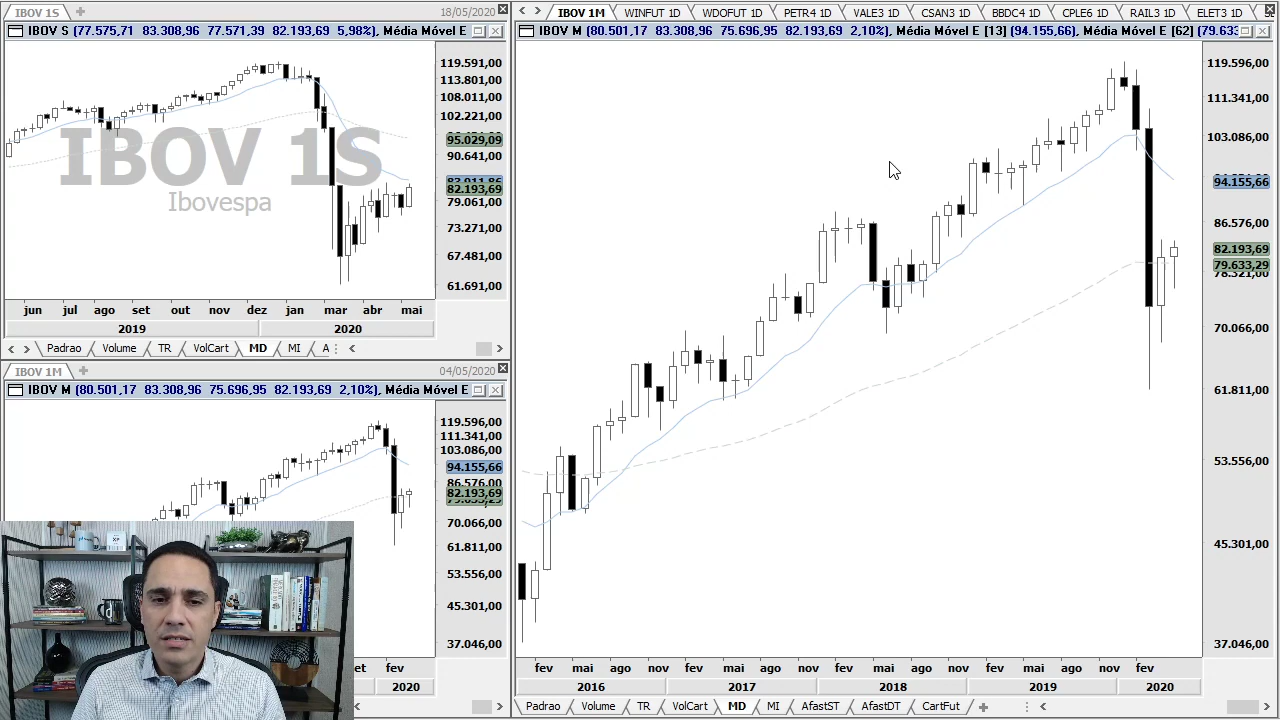 IBOV 1S
18/05/2020
IBOV S (77.575,71 83.308,96 77.571,39 82.193,69 5,98%), Média Móvel E
119.591,00
113.801,00
108.011,00
102.221,00
95.029,09
90.641,00
82.193,69
79.061,00
73.271,00
67.481,00
61.691,00
IBOV 1S
Ibovespa
jun jul ago set out nov dez jan mar abr mai
2019 2020
Padrao Volume TR VolCart MD MI A
IBOV 1M
04/05/2020
IBOV M (80.501,17 83.308,96 75.696,95 82.193,69 2,10%), Média Móvel E
119.596,00
111.341,00
103.086,00
94.155,66
86.576,00
82.193,69
70.066,00
61.811,00
53.556,00
45.301,00
37.046,00
et fev
2020
XP
IBOV 1M WINFUT 1D WDOFUT 1D PETR4 1D VALE3 1D CSAN3 1D BBDC4 1D CPLE6 1D RAIL3 1D ELET3 1D
IBOV M (80.501,17 83.308,96 75.696,95 82.193,69 2,10%), Média Móvel E [13] (94.155,66), Média Móvel E [62] (79.633
119.596,00
111.341,00
103.086,00
94.155,66
86.576,00
82.193,69
79.633,29
78.321,00
70.066,00
61.811,00
53.556,00
45.301,00
37.046,00
fev mai ago nov fev mai ago nov fev mai ago nov fev mai ago nov fev
2016 2017 2018 2019 2020
Padrao Volume TR VolCart MD MI AfastST AfastDT CartFut